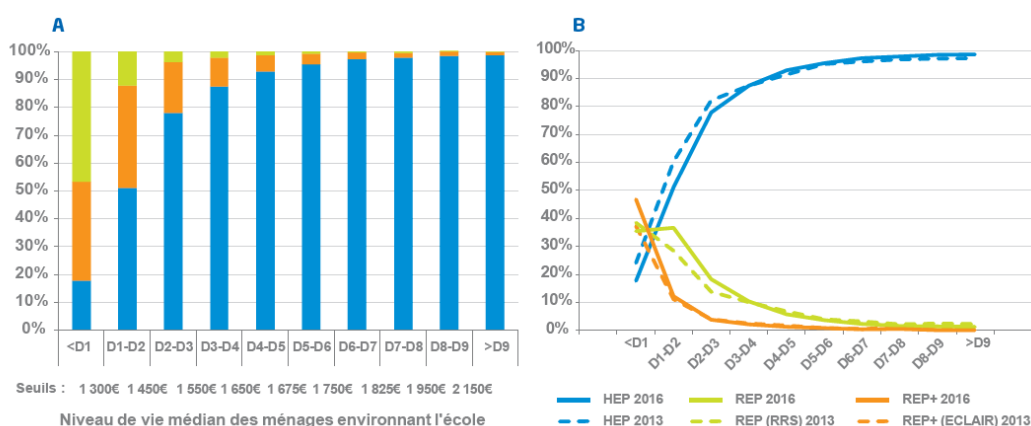 A
100%
90%
80%
70%
60%
50%
40%
30%
20%
10%
0%
<D1 D1-D2 D2-D3 D3-D4 D4-D5 D5-D6 D6-D7 D7-D8 D8-D9 >D9
Seuils : 1 300€ 1 450€ 1 550€ 1 650€ 1 675€ 1 750€ 1 825€ 1 950€ 2 150€
Niveau de vie médian des ménages environnant l'école
B
100%
90%
80%
70%
60%
50%
40%
30%
20%
10%
0%
<D1 D1-D2 D2-D3 D3-D4 D4-D5 D5-D6 D6-D7 D7-D8 D8-D9 >D9
HEP 2016 REP 2016 REP+ 2016
HEP 2013 REP (RRS) 2013 REP+ (ECLAIR) 2013